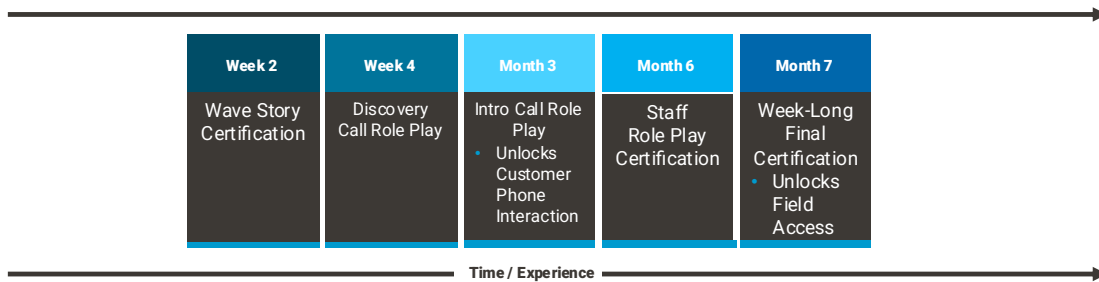 Week 2
Wave Story
Certification
Week 4
Discovery
Call Role Play
Month 3
Intro Call Role
Play
• Unlocks
Customer
Phone
Interaction
Month 6
Staff
Role Play
Certification
Month 7
Week-Long
Final
Certification
• Unlocks
Field
Access
Time / Experience